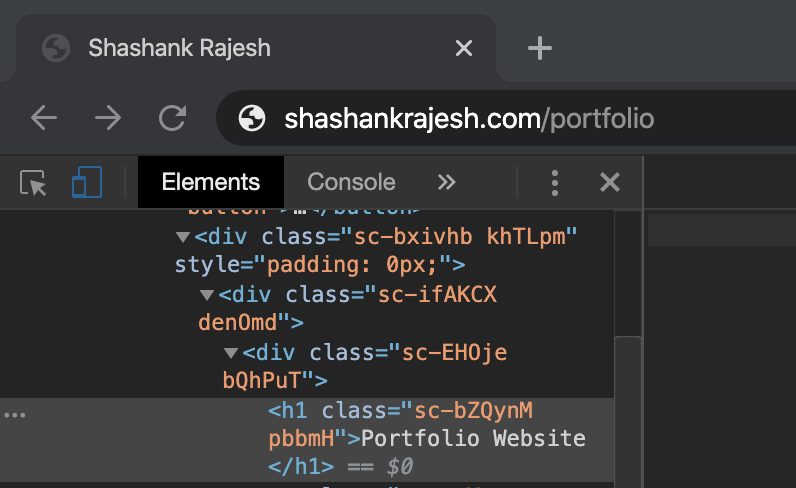 Shashank Rajesh
shashankrajesh.com/portfolio
Elements Console »
button">…</button>
<div class="sc-bxivhb khTLpm"
style="padding: 0px;">
<div class="sc-ifAKCX
denOmd">
<div class="sc-EHOje
bQhPuT">
… <h1 class="sc-bZQynM
pbbmH">Portfolio Website
</h1> == $0